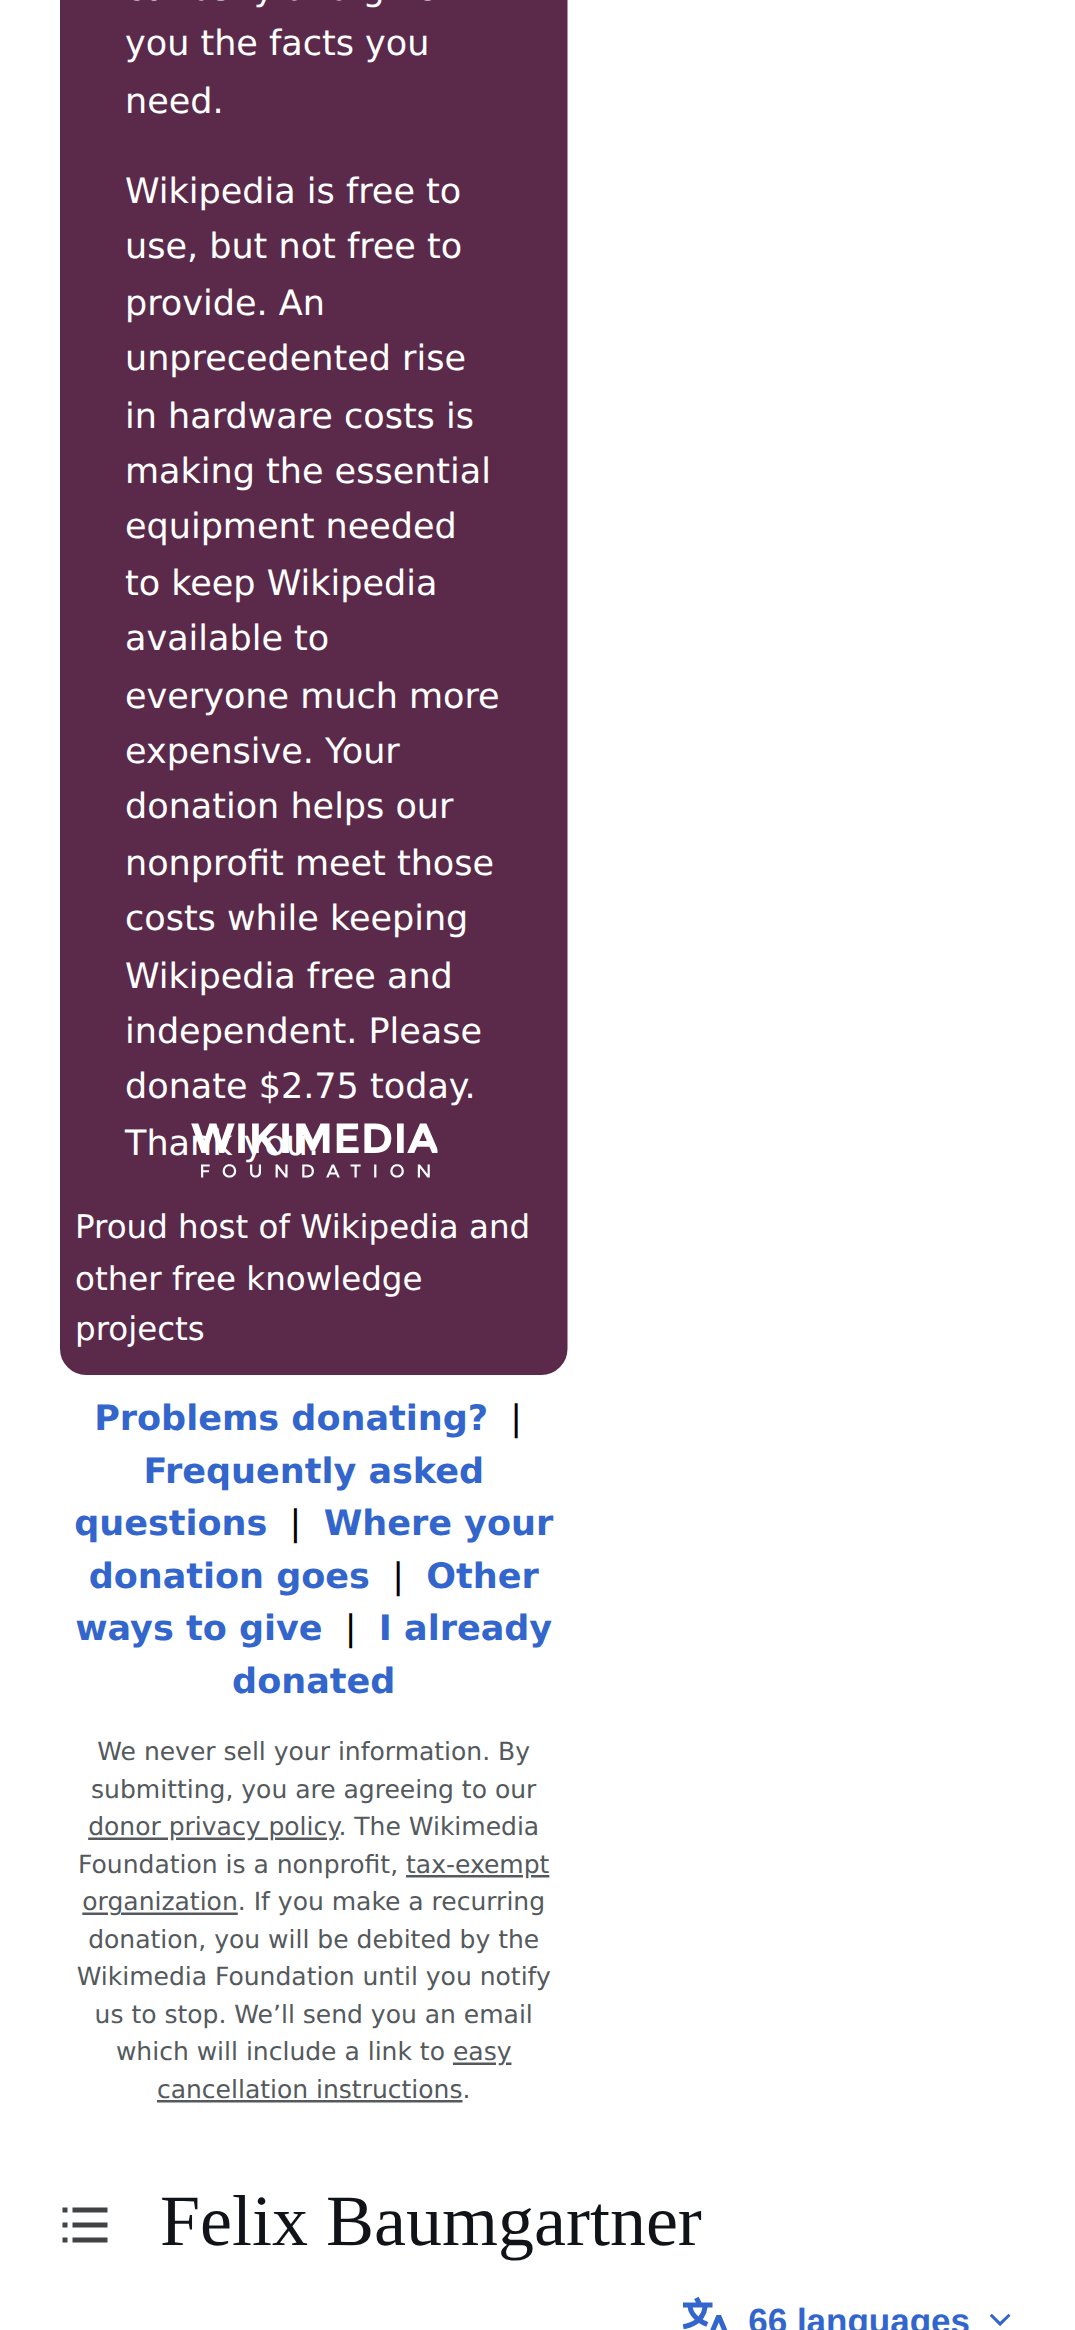 you the facts you
need.
Wikipedia is free to
use, but not free to
provide. An
unprecedented rise
in hardware costs is
making the essential
equipment needed
to keep Wikipedia
available to
everyone much more
expensive. Your
donation helps our
nonprofit meet those
costs while keeping
Wikipedia free and
independent. Please
donate $2.75 today.
Thank you.
WIKIMEDIA
FOUNDATION
Proud host of Wikipedia and
other free knowledge
projects
Problems donating? |
Frequently asked
questions | Where your
donation goes | Other
ways to give | I already
donated
We never sell your information. By
submitting, you are agreeing to our
donor privacy policy. The Wikimedia
Foundation is a nonprofit, tax-exempt
organization. If you make a recurring
donation, you will be debited by the
Wikimedia Foundation until you notify
us to stop. We’ll send you an email
which will include a link to easy
cancellation instructions.
Felix Baumgartner
66 languages